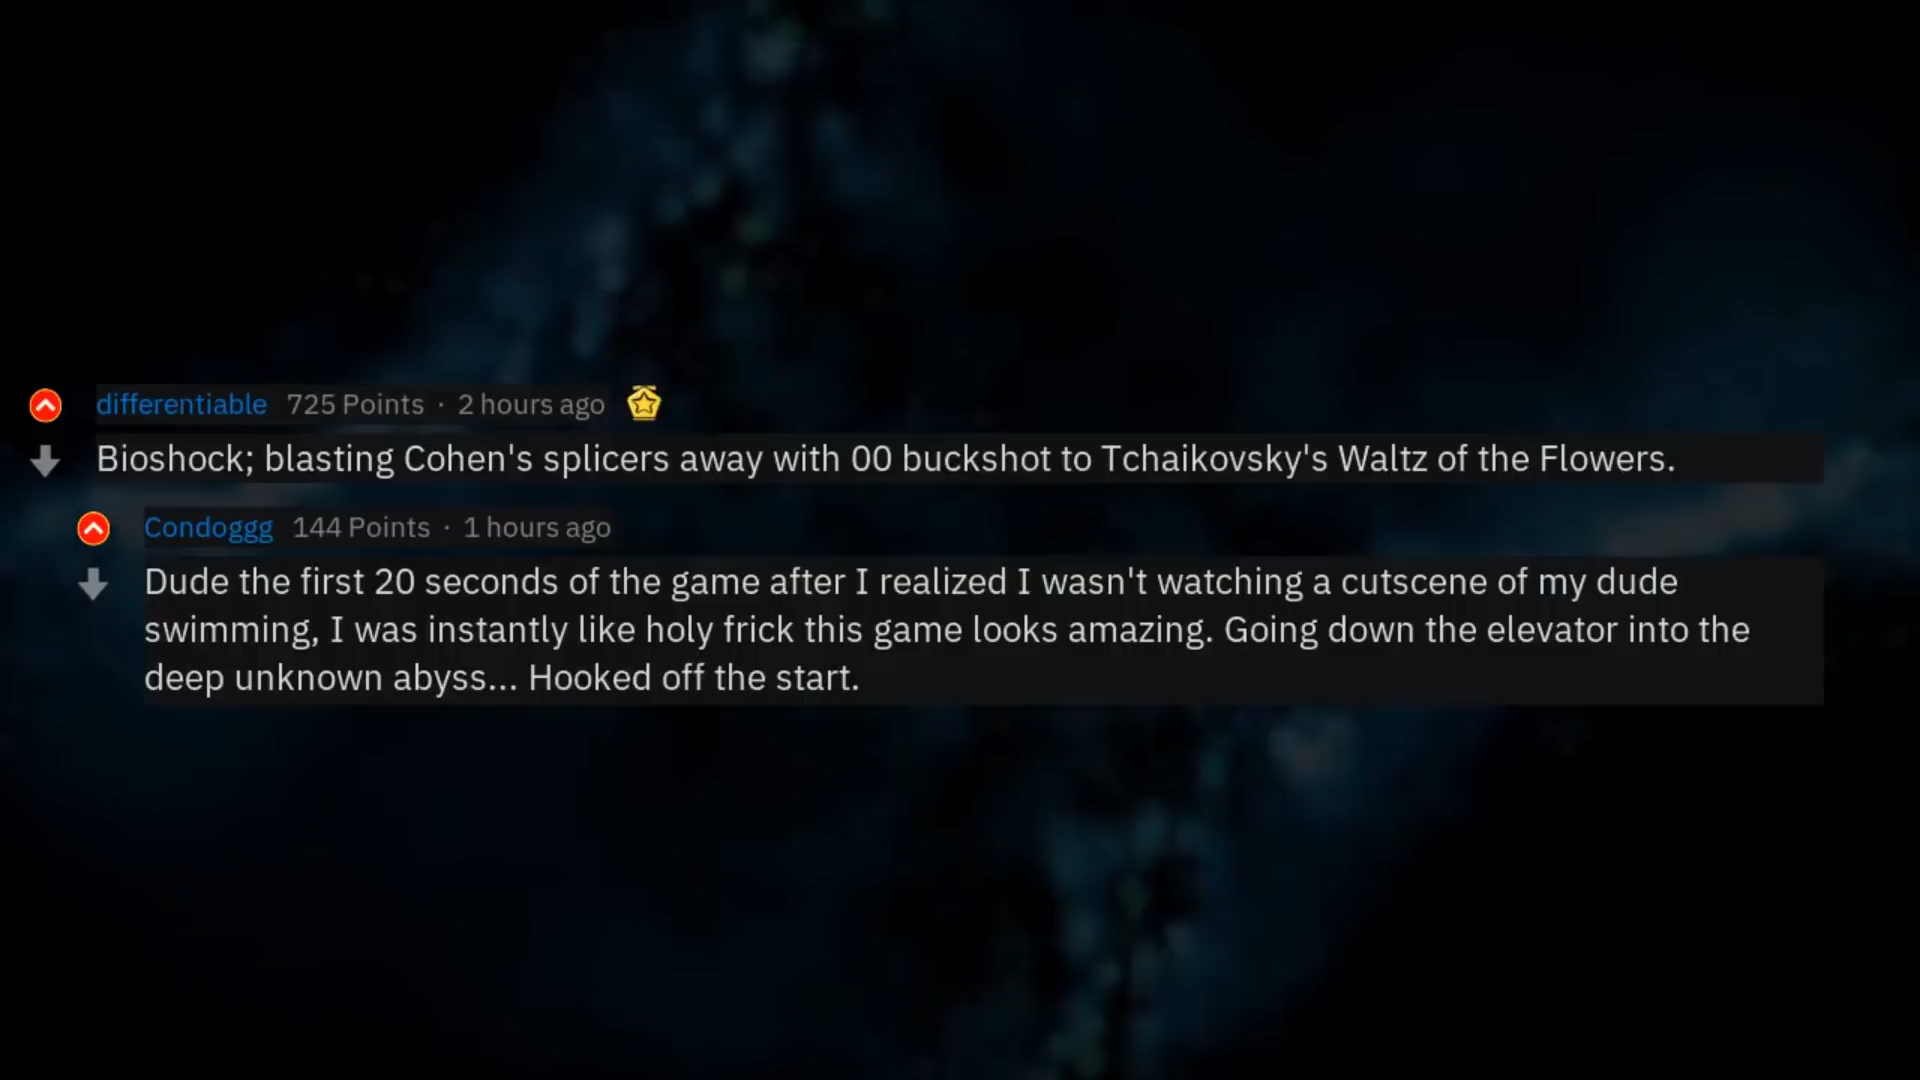 differentiable 725 Points · 2 hours ago
Bioshock; blasting Cohen's splicers away with 00 buckshot to Tchaikovsky's Waltz of the Flowers.
Condoggg 144 Points · 1 hours ago
Dude the first 20 seconds of the game after I realized I wasn't watching a cutscene of my dude
swimming, I was instantly like holy frick this game looks amazing. Going down the elevator into the
deep unknown abyss... Hooked off the start.